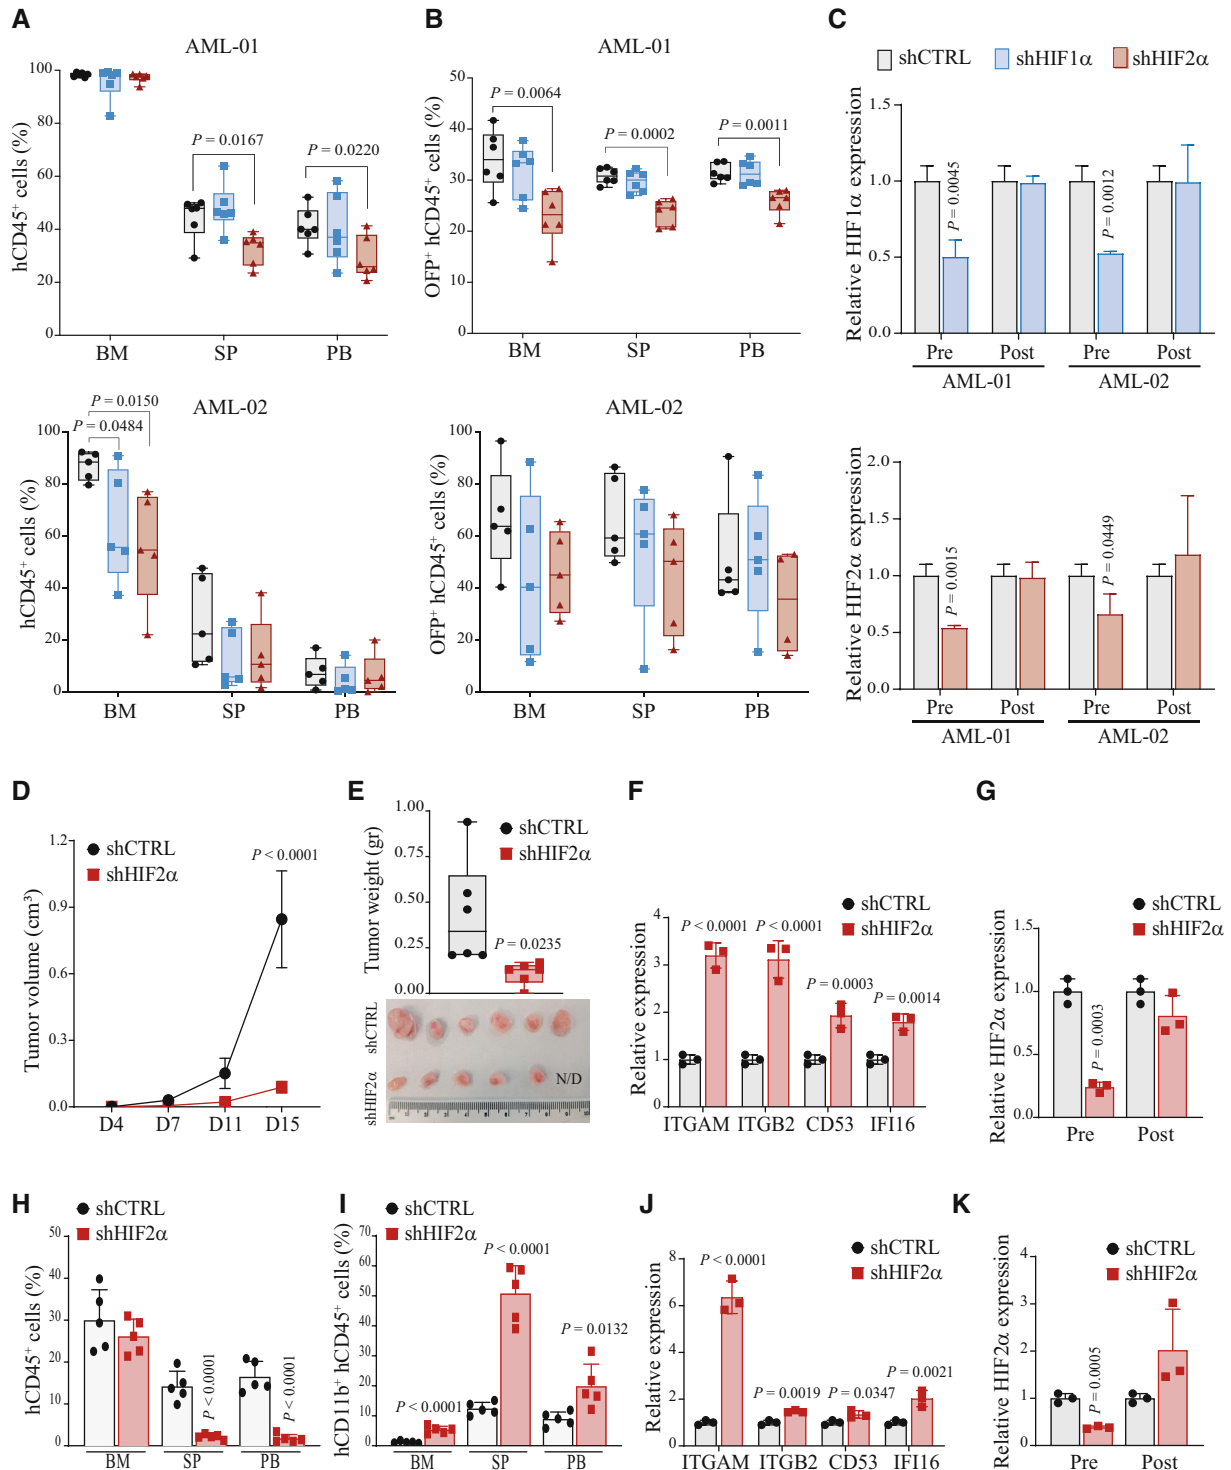 A
AML-01
hCD45⁺ cells (%)
100
80
60
40
20
0
P = 0.0167
P = 0.0220
BM
SP
PB
AML-02
hCD45⁺ cells (%)
100
80
60
40
20
0
P = 0.0150
P = 0.0484
BM
SP
PB
B
AML-01
OFP⁺ hCD45⁺ cells (%)
50
40
30
20
10
0
P = 0.0064
P = 0.0002
P = 0.0011
BM
SP
PB
AML-02
OFP⁺ hCD45⁺ cells (%)
100
80
60
40
20
0
BM
SP
PB
C
shCTRL
shHIF1α
shHIF2α
Relative HIF1α expression
1.5
1.0
0.5
0.0
P = 0.0045
P = 0.0012
Pre
Post
Pre
Post
AML-01
AML-02
Relative HIF2α expression
2.0
1.5
1.0
0.5
0.0
P = 0.0015
P = 0.0449
Pre
Post
Pre
Post
AML-01
AML-02
D
shCTRL
shHIF2α
Tumor volume (cm³)
1.2
0.9
0.6
0.3
0.0
P < 0.0001
D4
D7
D11
D15
E
shCTRL
shHIF2α
Tumor weight (gr)
1.00
0.75
0.50
0.25
0.00
P = 0.0235
shCTRL
shHIF2α
N/D
F
shCTRL
shHIF2α
Relative expression
4
3
2
1
0
P < 0.0001
P < 0.0001
P = 0.0003
P = 0.0014
ITGAM
ITGB2
CD53
IFI16
G
shCTRL
shHIF2α
Relative HIF2α expression
1.5
1.0
0.5
0.0
P = 0.0003
Pre
Post
H
shCTRL
shHIF2α
hCD45⁺ cells (%)
50
40
30
20
10
0
P < 0.0001
P < 0.0001
BM
SP
PB
I
shCTRL
shHIF2α
hCD11b⁺ hCD45⁺ cells (%)
70
60
50
40
30
20
10
0
P < 0.0001
P < 0.0001
P = 0.0132
BM
SP
PB
J
shCTRL
shHIF2α
Relative expression
8
6
4
2
0
P < 0.0001
P = 0.0019
P = 0.0347
P = 0.0021
ITGAM
ITGB2
CD53
IFI16
K
shCTRL
shHIF2α
Relative HIF2α expression
4
3
2
1
0
P = 0.0005
Pre
Post